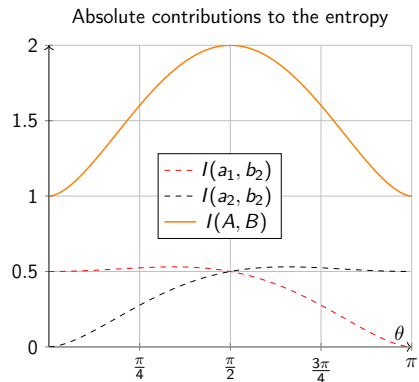 Absolute contributions to the entropy
2
1.5
1
0.5
0
I(a₁, b₂)
I(a₂, b₂)
I(A, B)
θ
π/4
π/2
3π/4
π